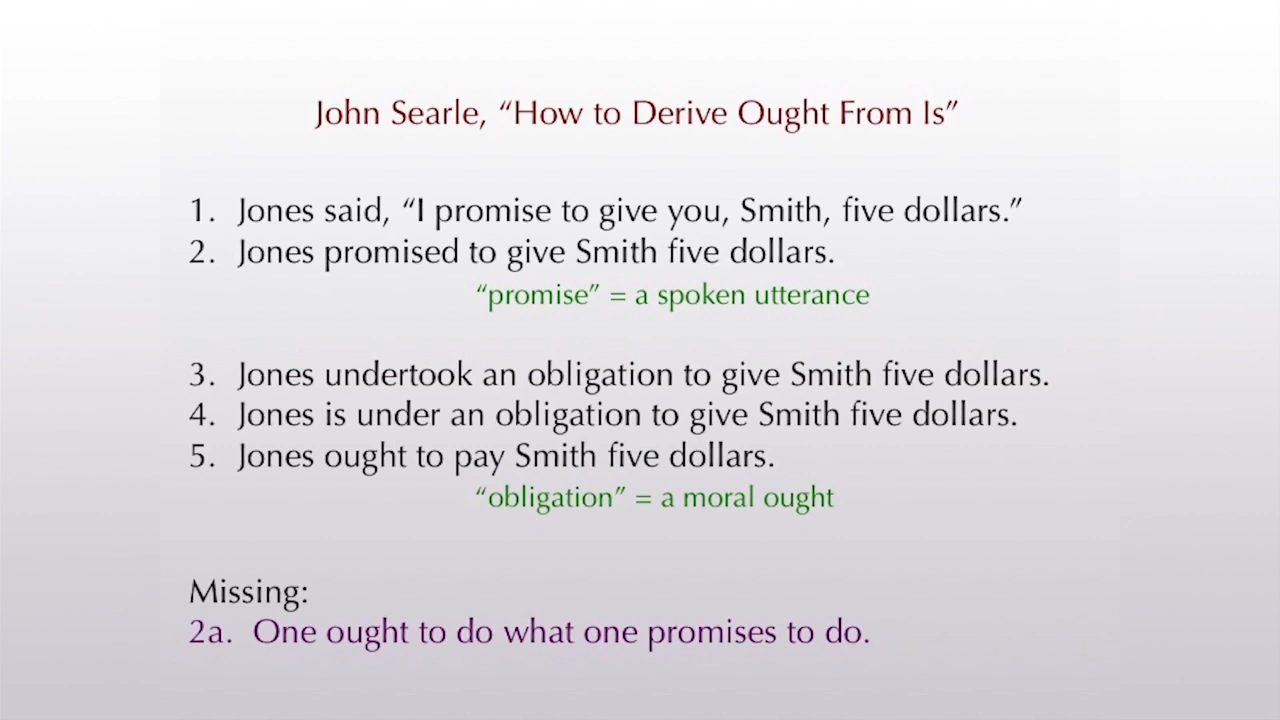 John Searle, “How to Derive Ought From Is”
1. Jones said, “I promise to give you, Smith, five dollars.”
2. Jones promised to give Smith five dollars.
“promise” = a spoken utterance
3. Jones undertook an obligation to give Smith five dollars.
4. Jones is under an obligation to give Smith five dollars.
5. Jones ought to pay Smith five dollars.
“obligation” = a moral ought
Missing:
2a. One ought to do what one promises to do.